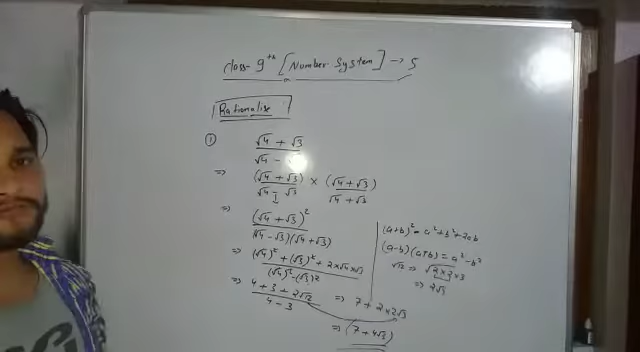 Class-9th [Number System] → 5
Rationalise
① (√4 + √3)/(√4 -
⇒ (√4 + √3)/(√4 - √3) × (√4 + √3)/(√4 + √3)
⇒ (√4 + √3)²/(√4 - √3)(√4 + √3)
⇒ (√4)² + (√3)² + 2×√4×√3/(√4)² - (√3)²
⇒ 4 + 3 + 2√12/4 - 3
⇒ 7 + 2×2√3
⇒ (7 + 4√3)
(a+b)² = a² + b² + 2ab
(a-b)(a+b) = a² - b²
√12 ⇒ √2×2×3
⇒ 2√3